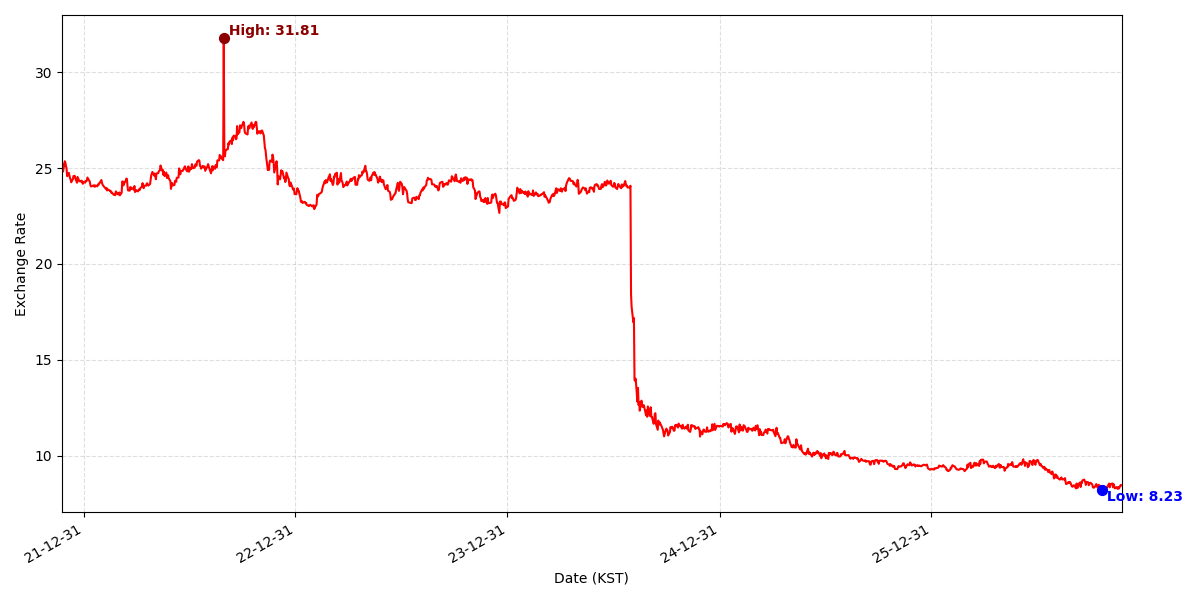 High: 31.81
30
25
20
15
10
Exchange Rate
Low: 8.23
21-12-31
22-12-31
23-12-31
24-12-31
25-12-31
Date (KST)